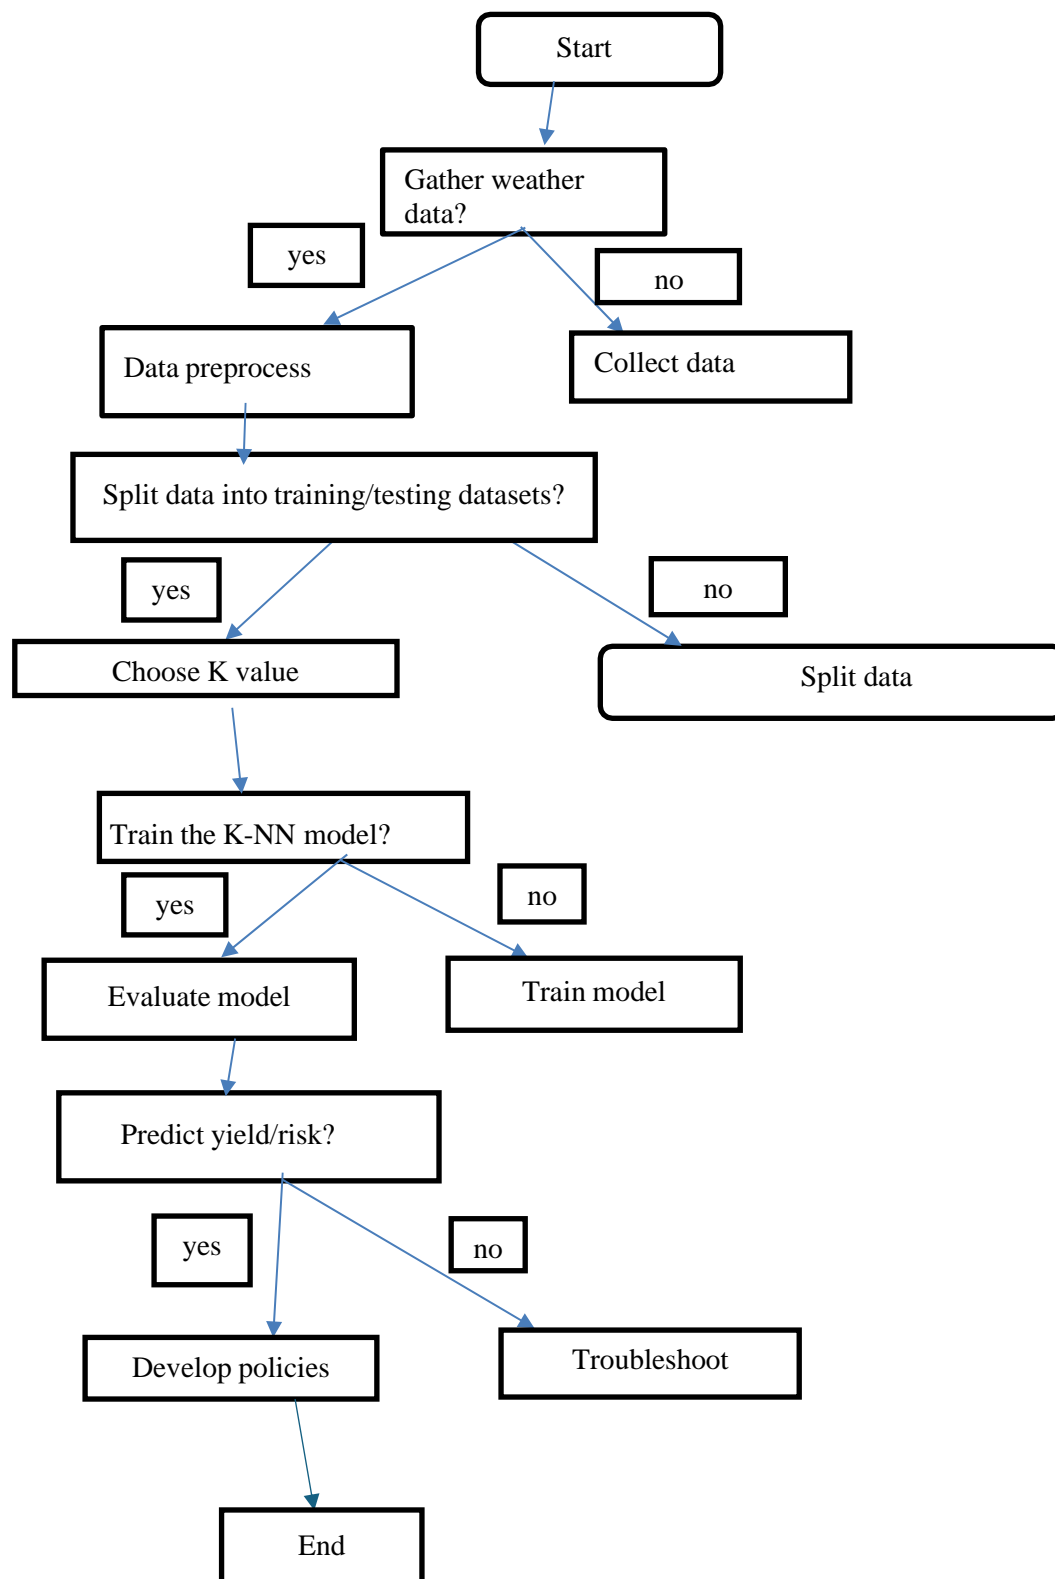 Start
Gather weather
data?
yes
no
Data preprocess
Collect data
Split data into training/testing datasets?
yes
no
Choose K value
Split data
Train the K-NN model?
yes
no
Evaluate model
Train model
Predict yield/risk?
yes
no
Develop policies
Troubleshoot
End